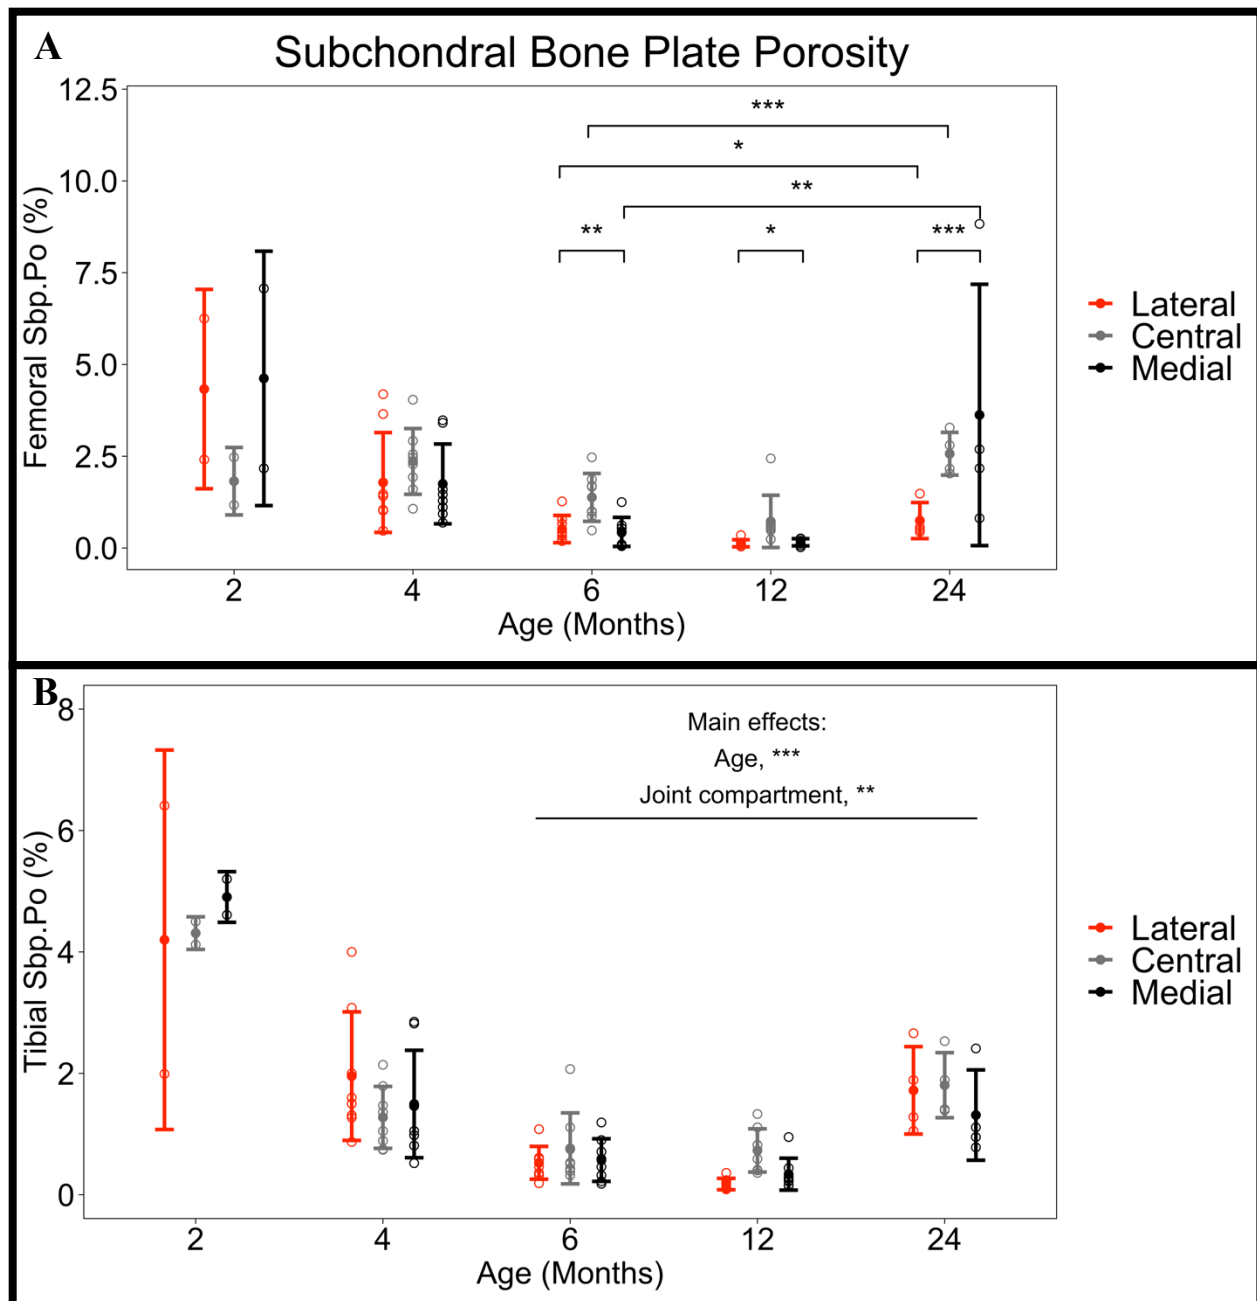 A
Subchondral Bone Plate Porosity
12.5
10.0
7.5
5.0
2.5
0.0
Femoral Sbp.Po (%)
***
*
**
** * ***
2 4 6 12 24
Age (Months)
Lateral
Central
Medial
B
8
6
4
2
0
Tibial Sbp.Po (%)
Main effects:
Age, ***
Joint compartment, **
2 4 6 12 24
Age (Months)
Lateral
Central
Medial